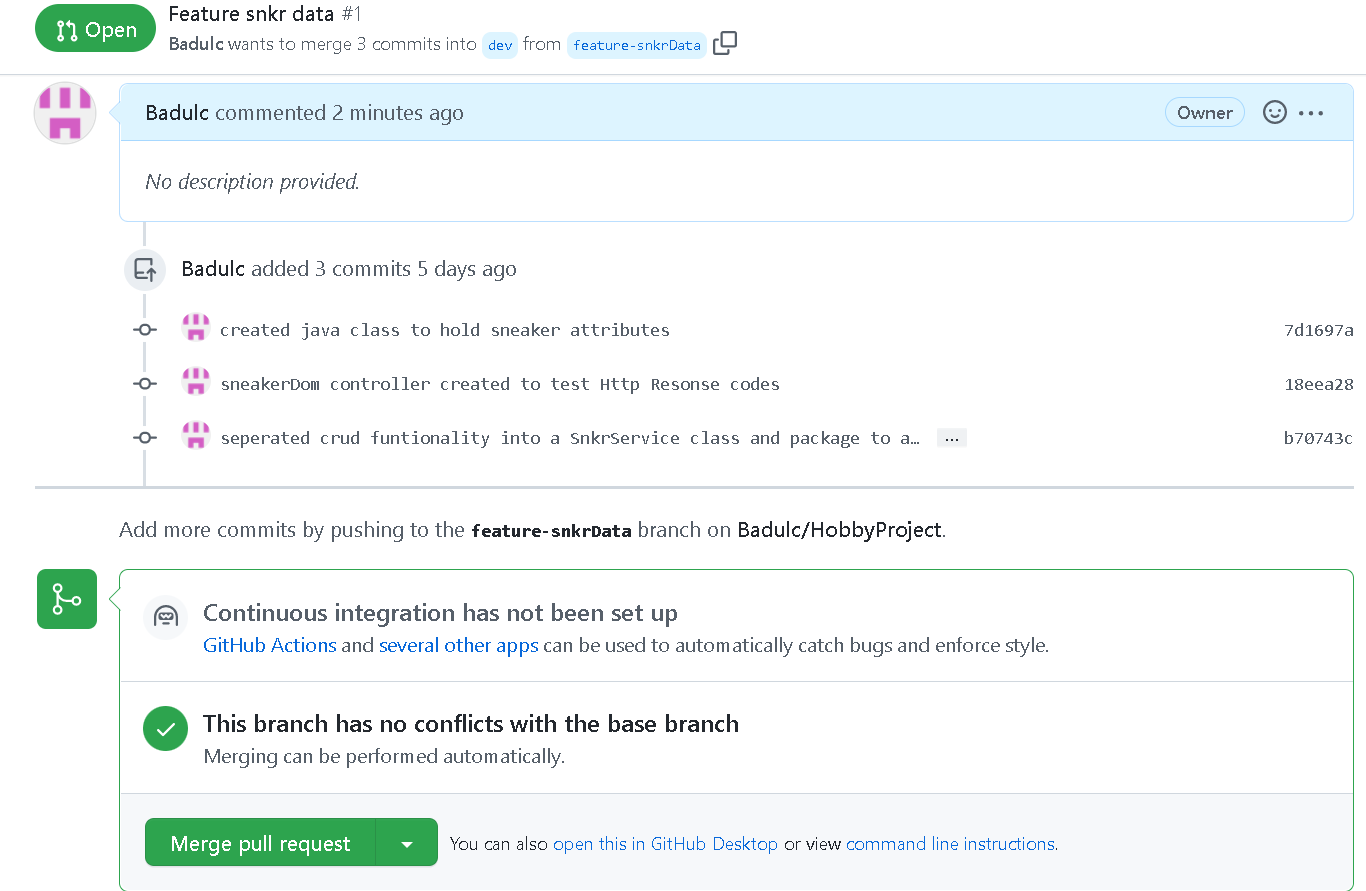 Open
Feature snkr data #1
Badulc wants to merge 3 commits into dev from feature-snkrData
Badulc commented 2 minutes ago
Owner
No description provided.
Badulc added 3 commits 5 days ago
created java class to hold sneaker attributes 7d1697a
sneakerDom controller created to test Http Resonse codes 18eea28
seperated crud funtionality into a SnkrService class and package to a… ... b70743c
Add more commits by pushing to the feature-snkrData branch on Badulc/HobbyProject.
Continuous integration has not been set up
GitHub Actions and several other apps can be used to automatically catch bugs and enforce style.
This branch has no conflicts with the base branch
Merging can be performed automatically.
Merge pull request
You can also open this in GitHub Desktop or view command line instructions.